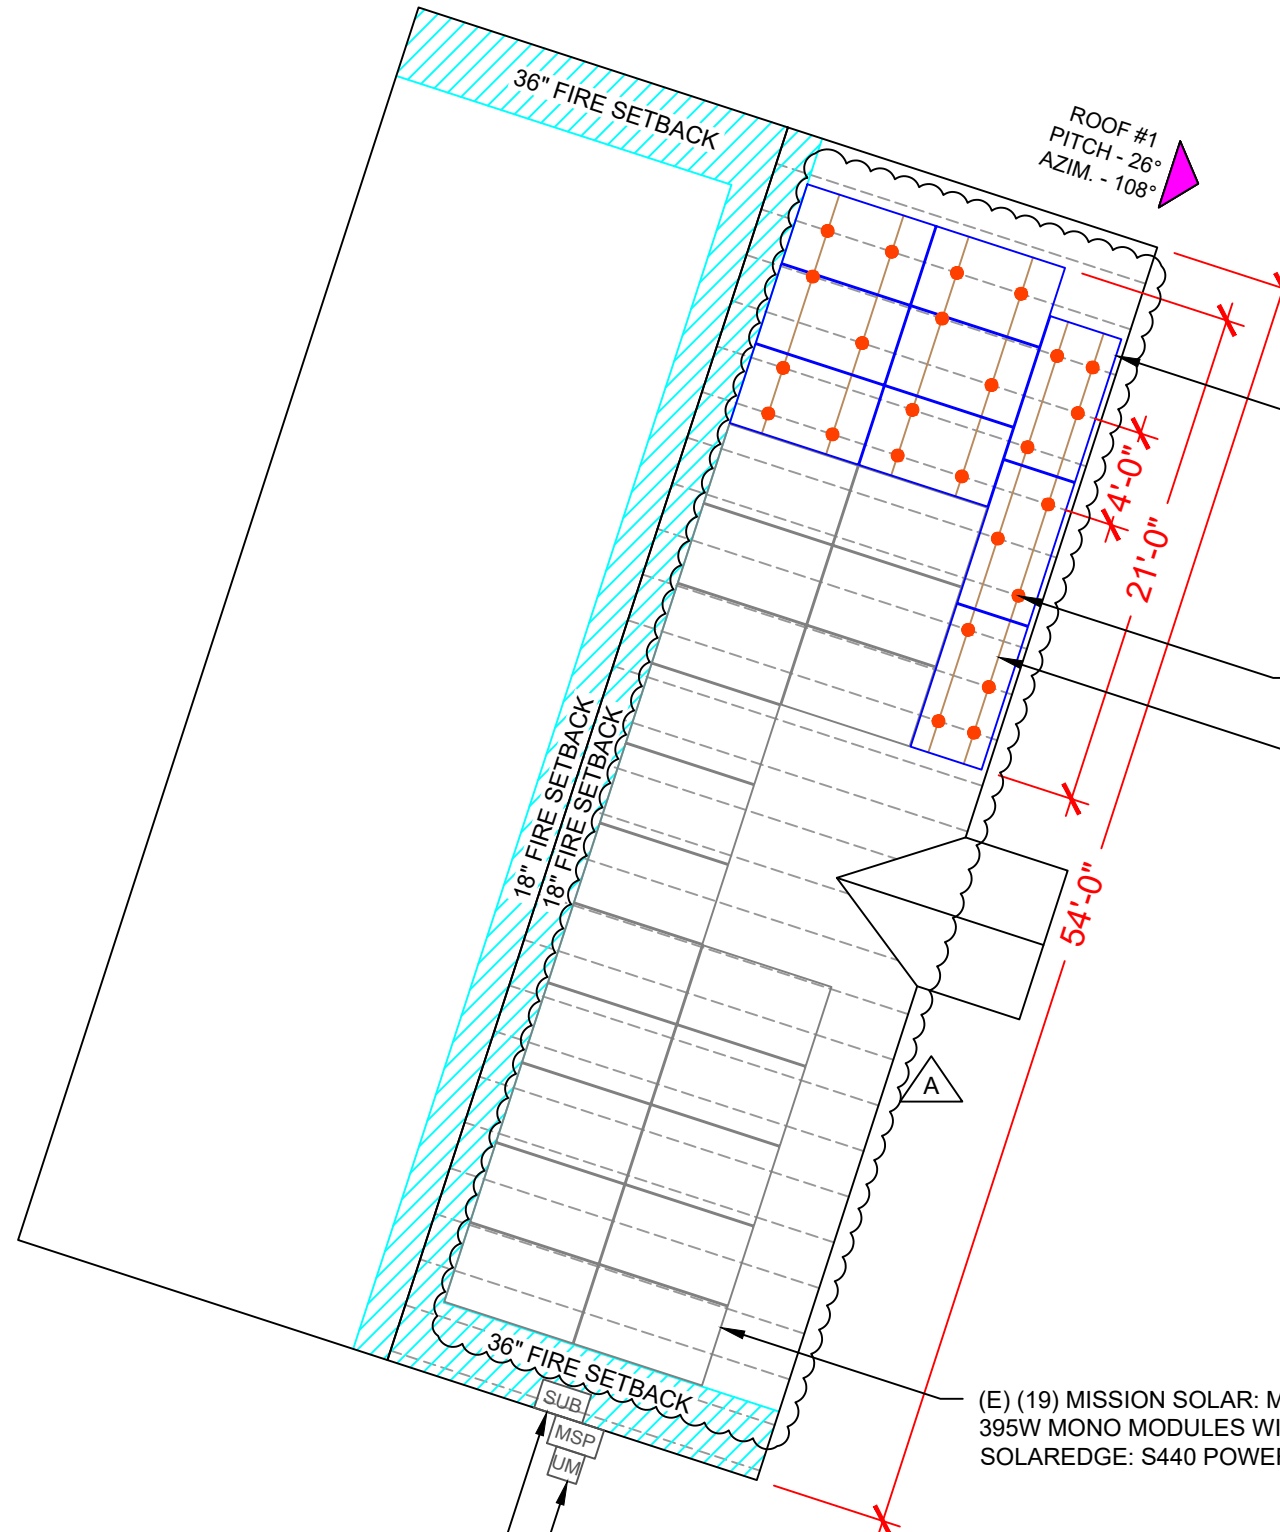 36" FIRE SETBACK
ROOF #1
PITCH - 26°
AZIM. - 108°
4'-0"
21'-0"
18" FIRE SETBACK
18" FIRE SETBACK
54'-0"
A
36" FIRE SETBACK
SUB
MSP
UM
(E) (19) MISSION SOLAR: M
395W MONO MODULES WI
SOLAREDGE: S440 POWE